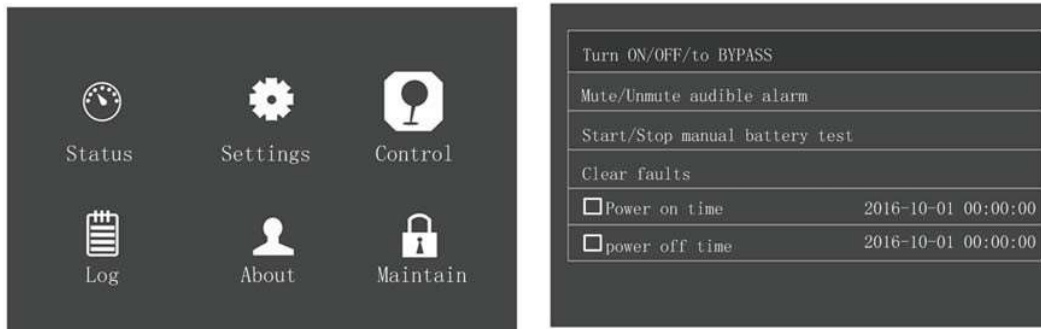 Status Settings Control
Log About Maintain
Turn ON/OFF/to BYPASS
Mute/Unmute audible alarm
Start/Stop manual battery test
Clear faults
Power on time 2016-10-01 00:00:00
power off time 2016-10-01 00:00:00